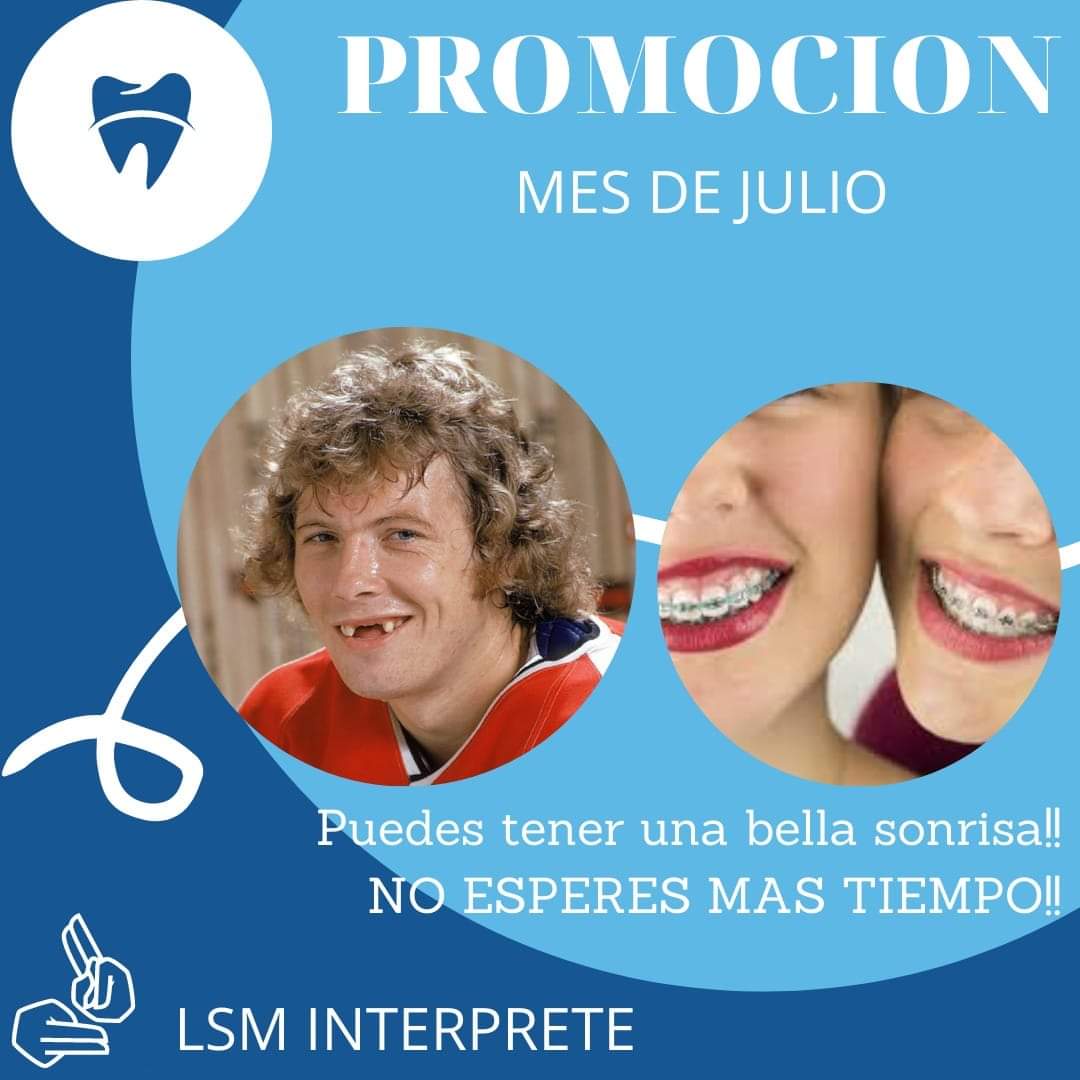 PROMOCION
MES DE JULIO
Puedes tener una bella sonrisa!!
NO ESPERES MAS TIEMPO!!
LSM INTERPRETE